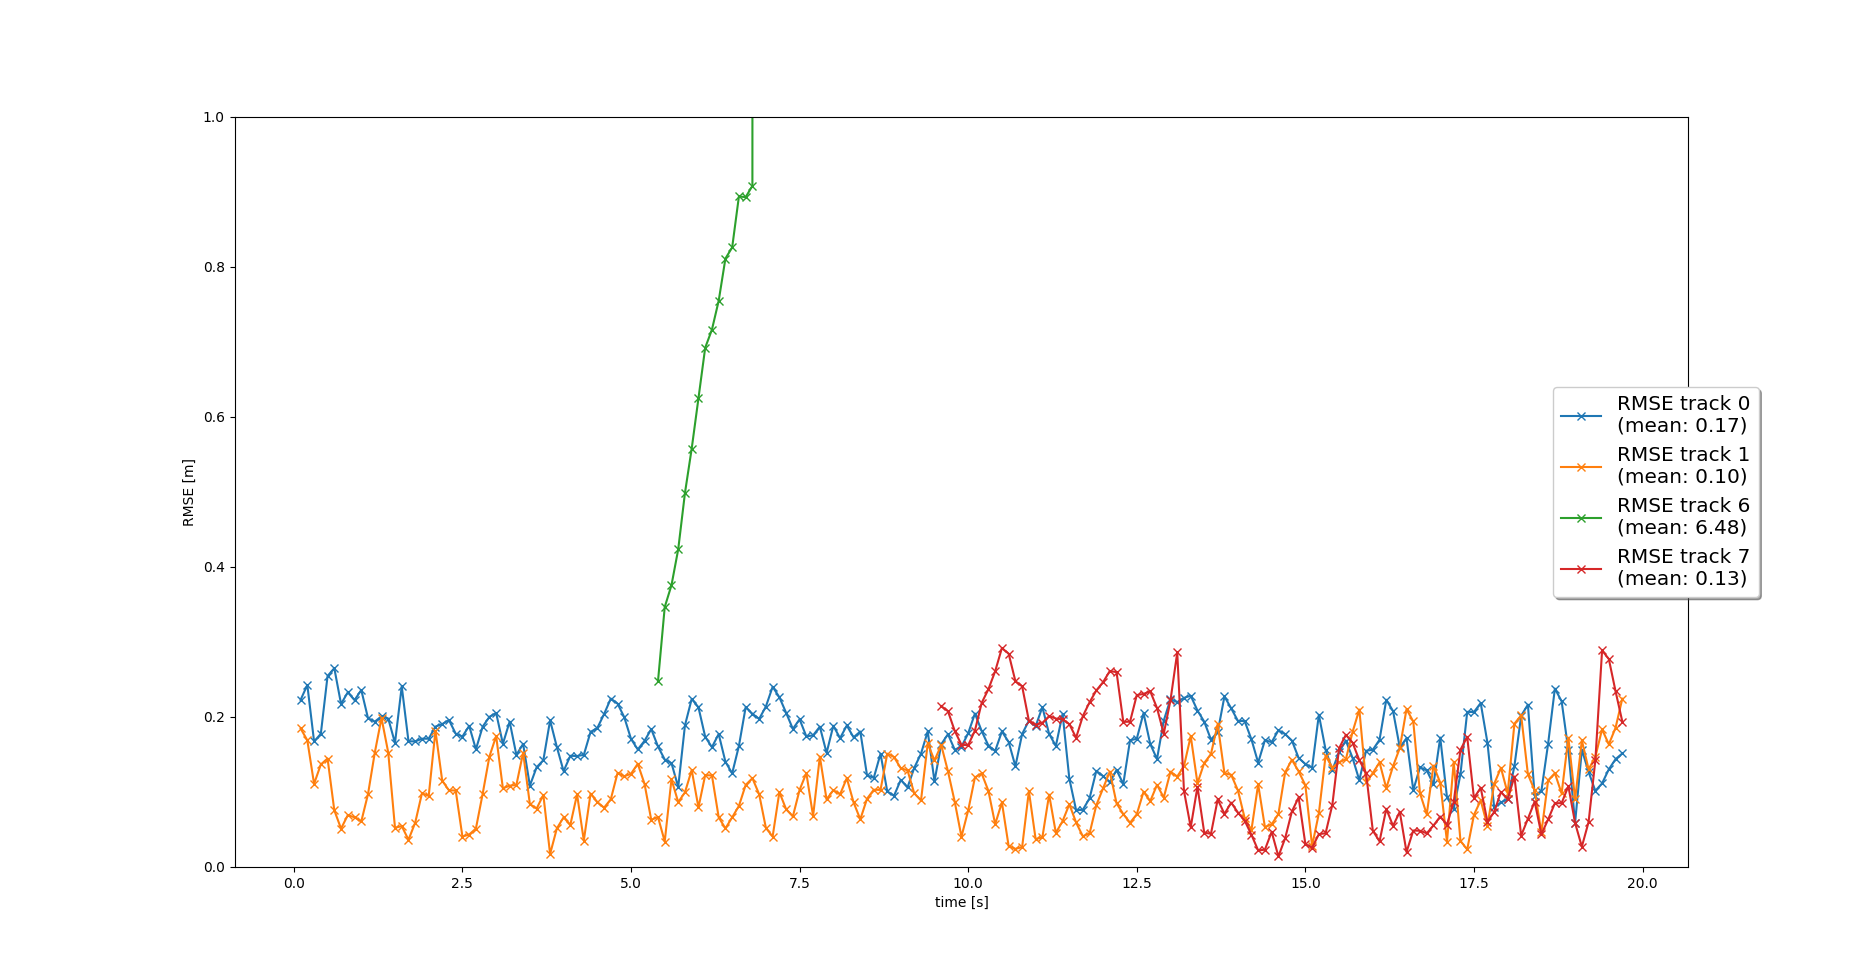 1.0
0.8
0.6
0.4
0.2
0.0
RMSE [m]
0.0 2.5 5.0 7.5 10.0 12.5 15.0 17.5 20.0
time [s]
RMSE track 0
(mean: 0.17)
RMSE track 1
(mean: 0.10)
RMSE track 6
(mean: 6.48)
RMSE track 7
(mean: 0.13)